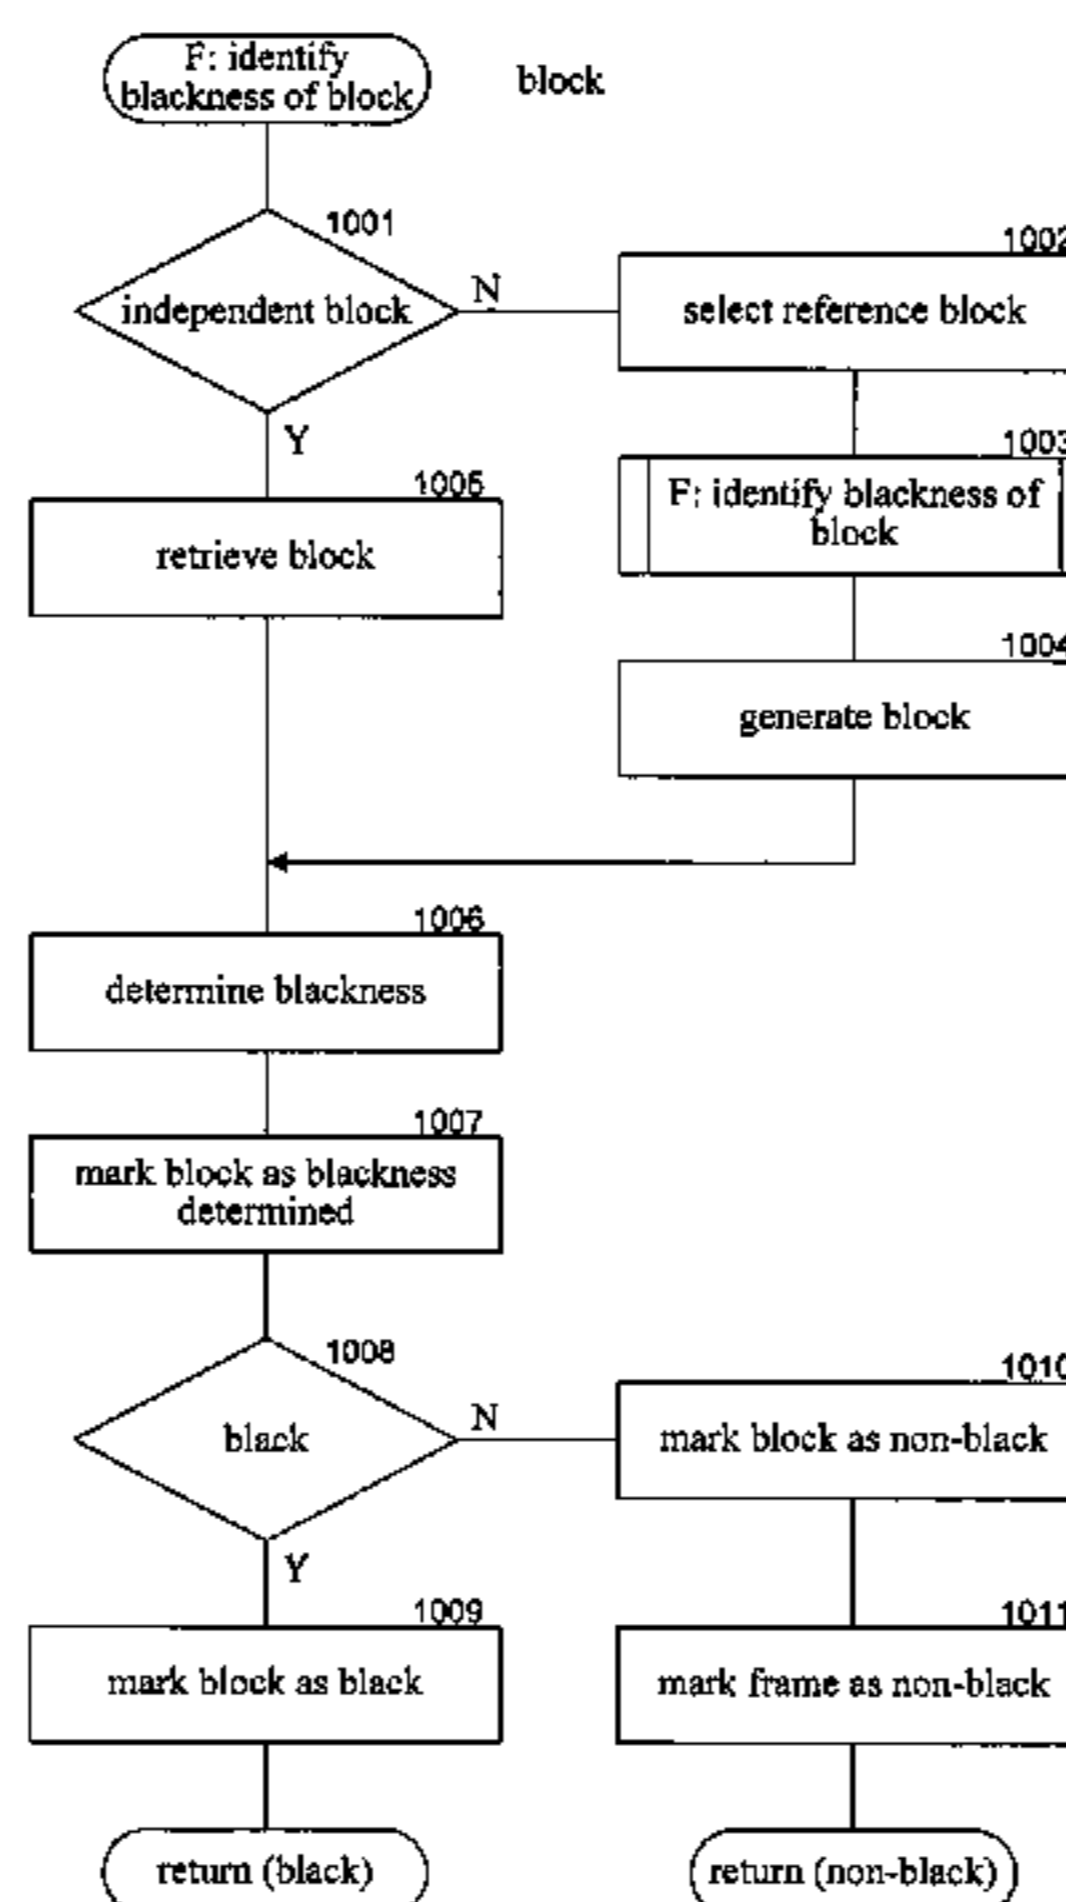 F: identify
blackness of block
block
1001
independent block
N
Y
1002
select reference block
1003
F: identify blackness of
block
1004
generate block
1005
retrieve block
1006
determine blackness
1007
mark block as blackness
determined
1008
black
N
Y
1010
mark block as non-black
1009
mark block as black
1011
mark frame as non-black
return (black)
return (non-black)